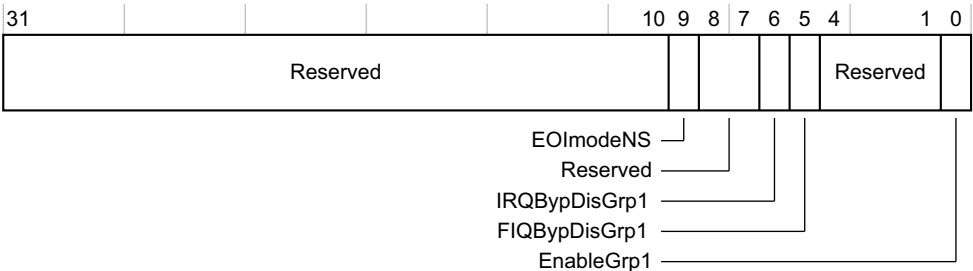 31 10 9 8 7 6 5 4 1 0
Reserved Reserved
EOImodeNS
Reserved
IRQBypDisGrp1
FIQBypDisGrp1
EnableGrp1